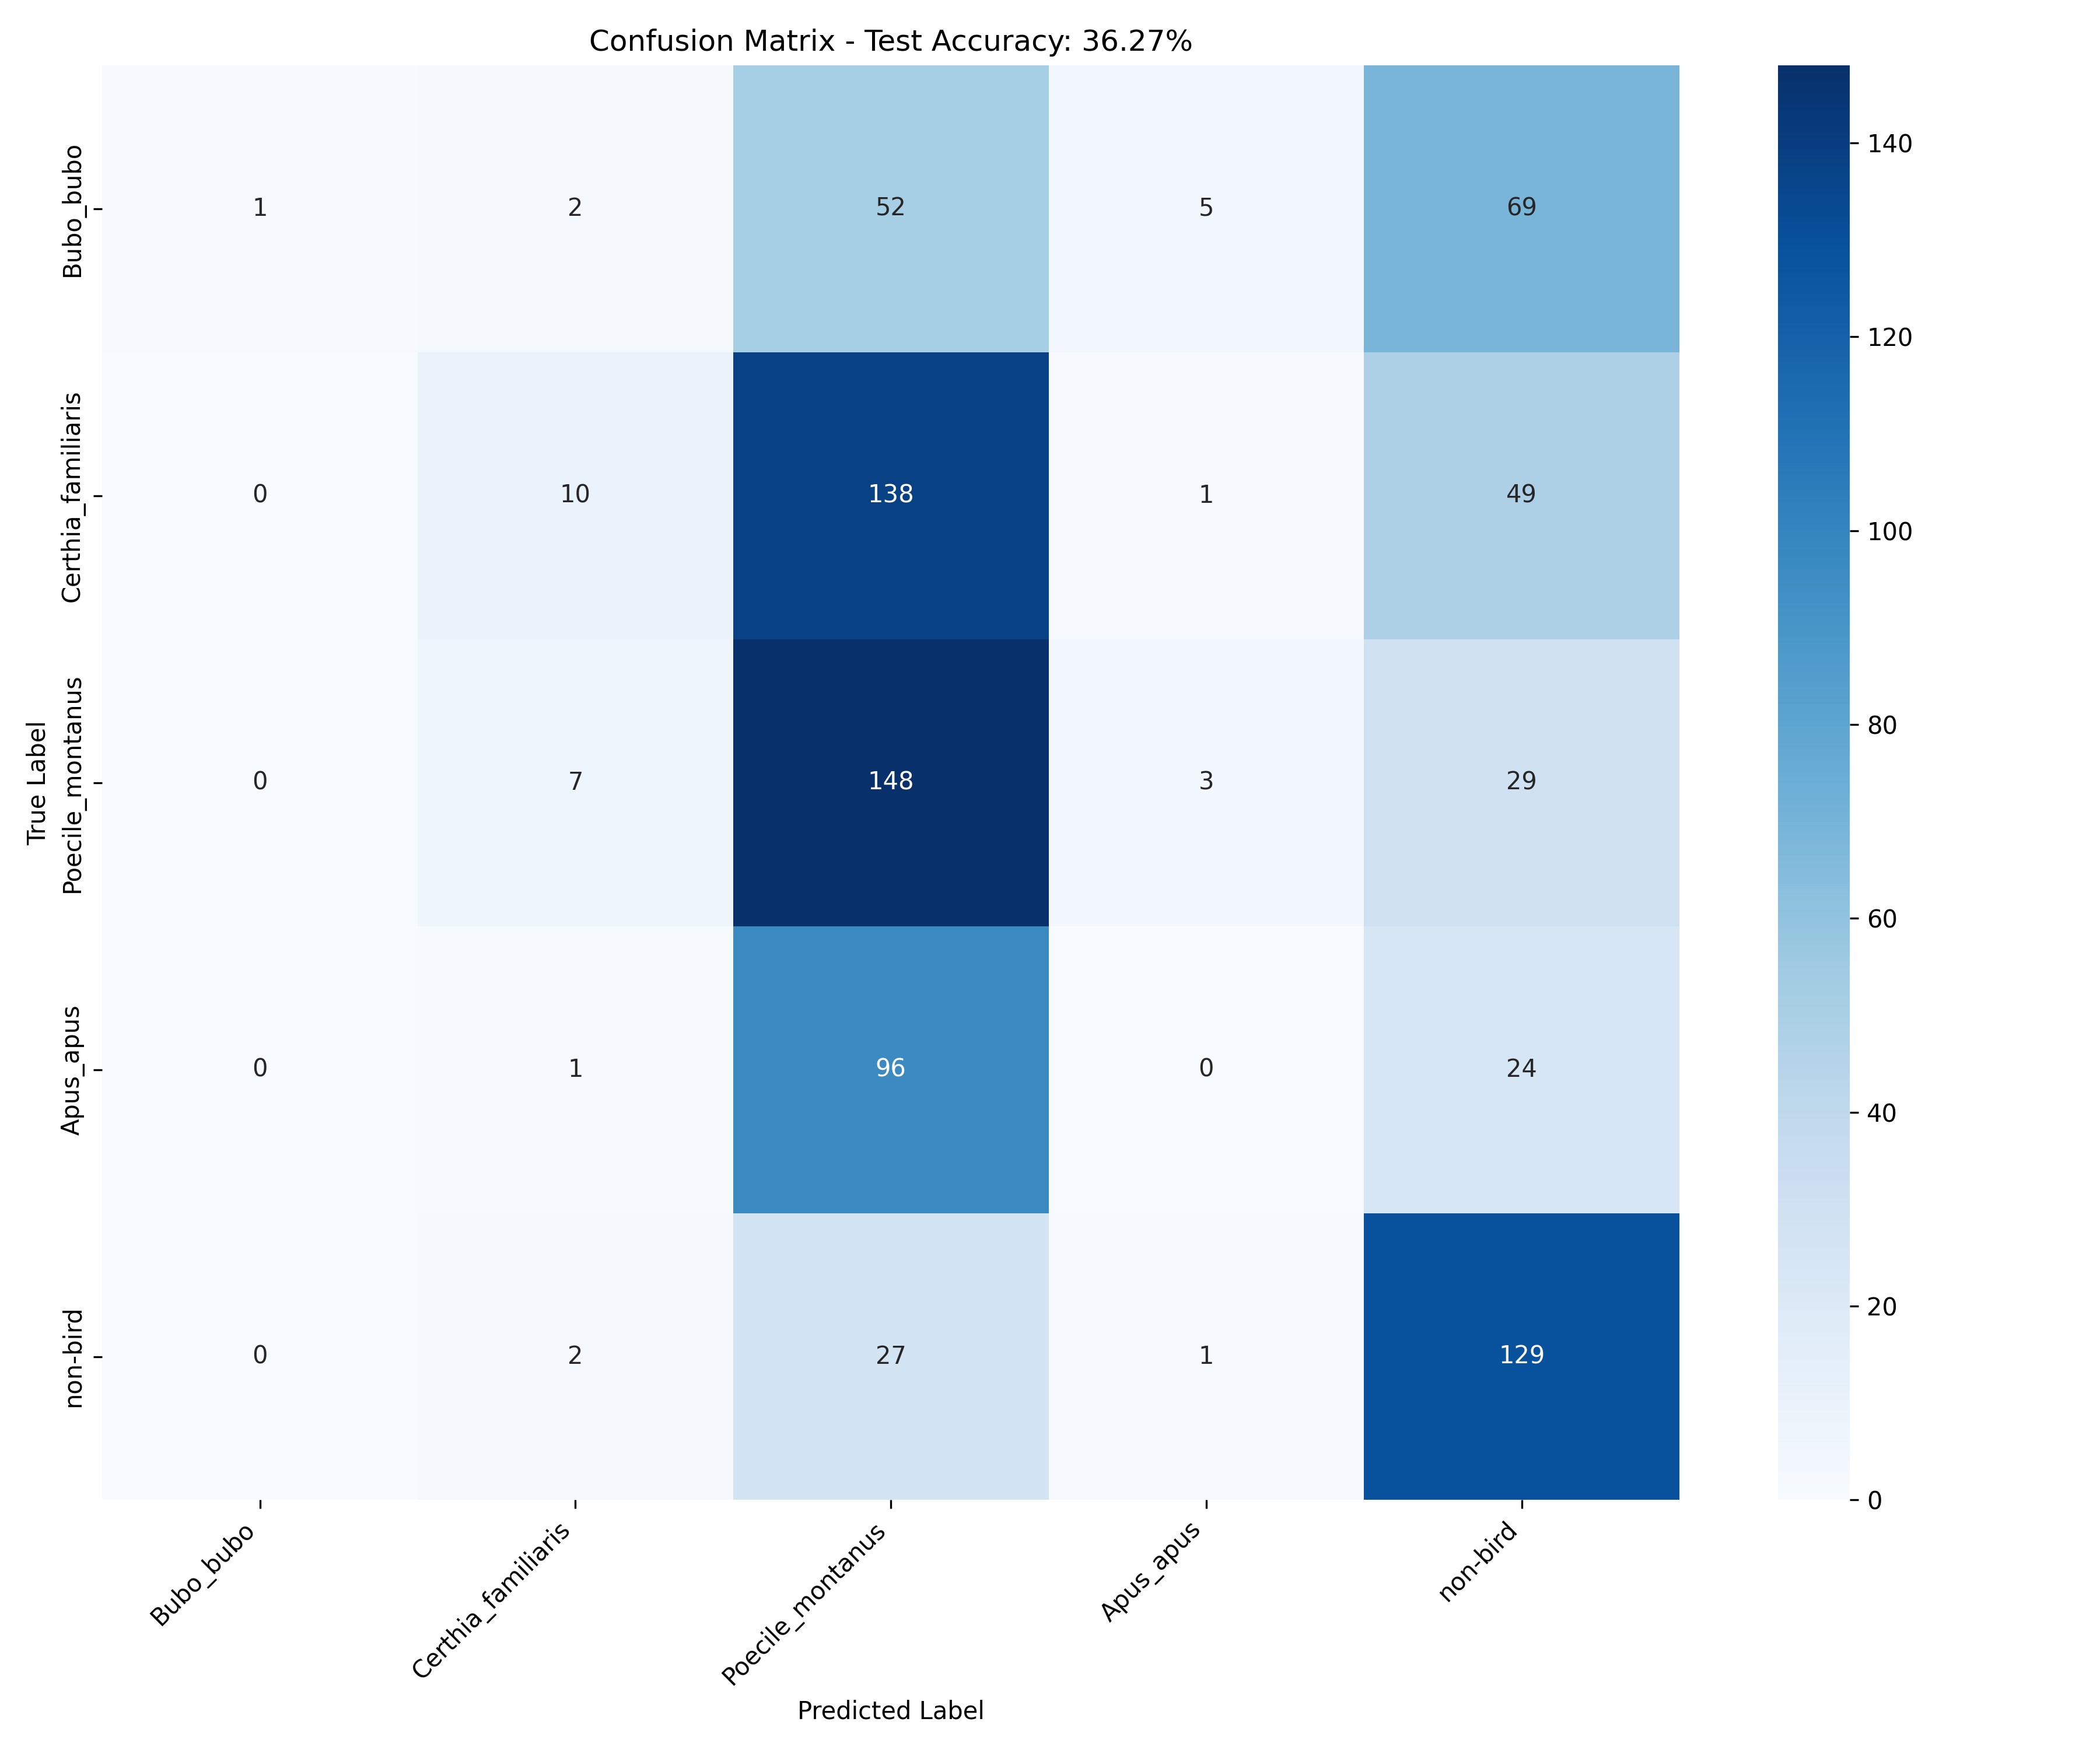 Confusion Matrix - Test Accuracy: 36.27%
True Label
Bubo_bubo
1 2 52 5 69
Certhia_familiaris
0 10 138 1 49
Poecile_montanus
0 7 148 3 29
Apus_apus
0 1 96 0 24
non-bird
0 2 27 1 129
Bubo_bubo
Certhia_familiaris
Poecile_montanus
Apus_apus
non-bird
Predicted Label
140
120
100
80
60
40
20
0